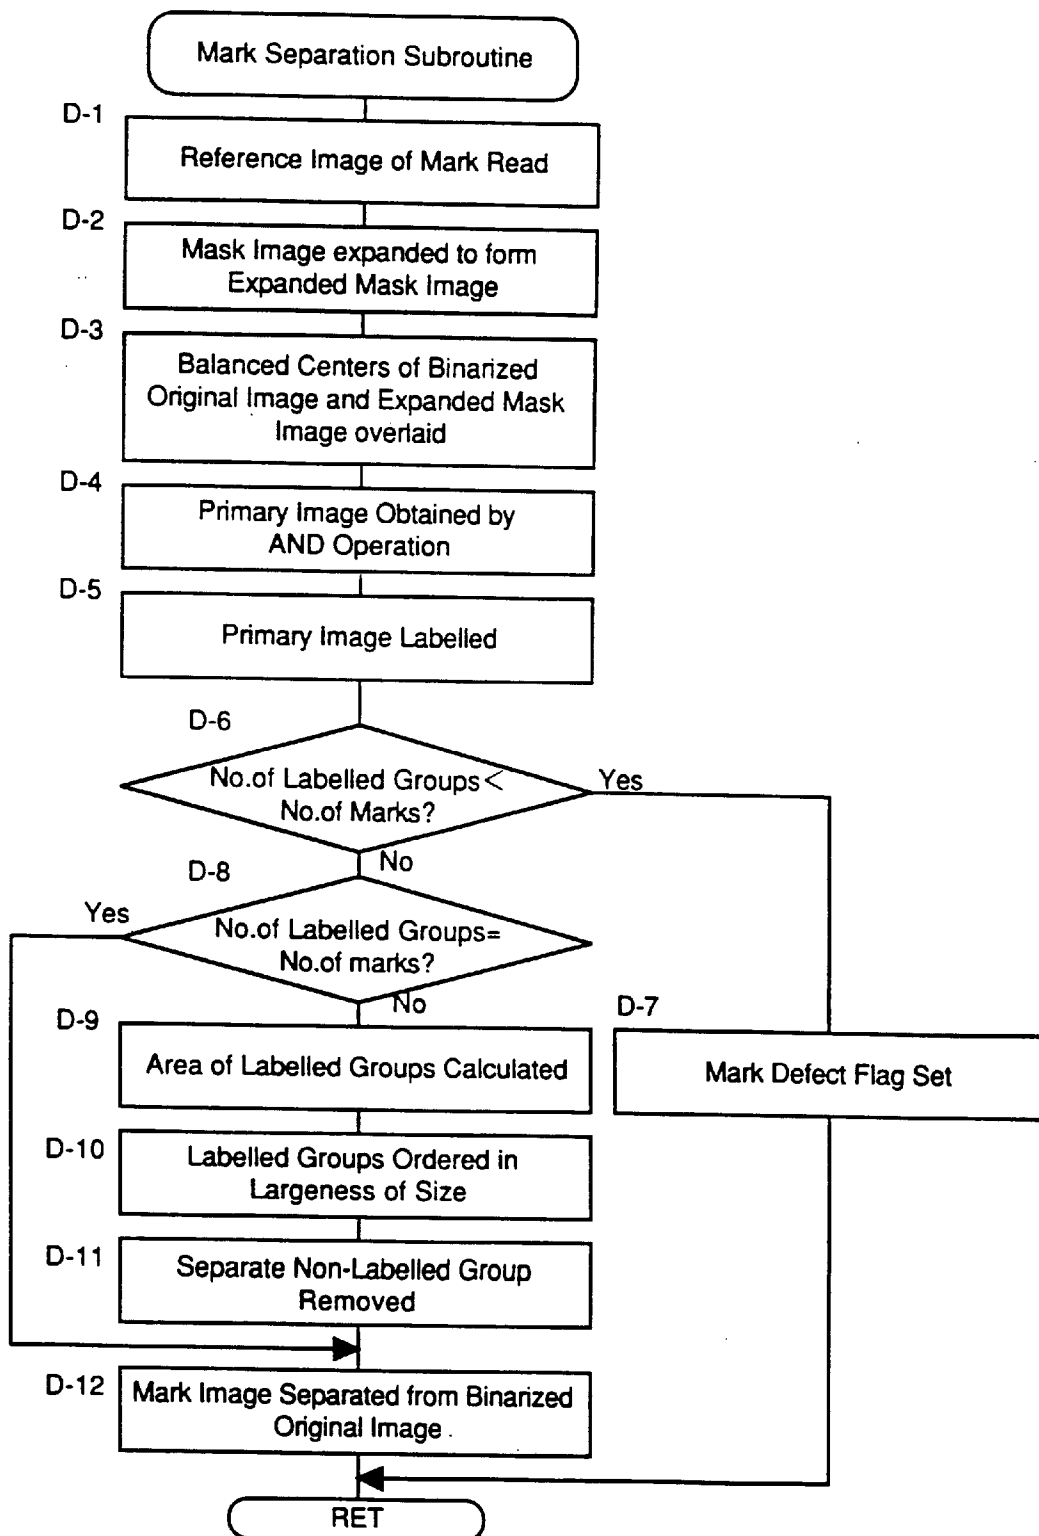 Mark Separation Subroutine
D-1
Reference Image of Mark Read
D-2
Mask Image expanded to form
Expanded Mask Image
D-3
Balanced Centers of Binarized
Original Image and Expanded Mask
Image overlaid
D-4
Primary Image Obtained by
AND Operation
D-5
Primary Image Labelled
D-6
No.of Labelled Groups<
No.of Marks?
Yes
No
D-8
Yes
No.of Labelled Groups=
No.of marks?
No
D-9
Area of Labelled Groups Calculated
D-7
Mark Defect Flag Set
D-10
Labelled Groups Ordered in
Largeness of Size
D-11
Separate Non-Labelled Group
Removed
D-12
Mark Image Separated from Binarized
Original Image
RET